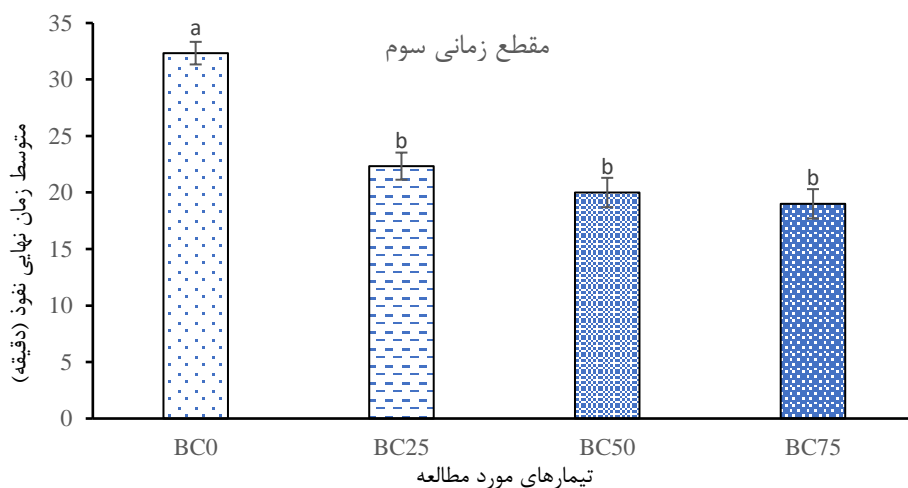 مقطع زمانی سوم
متوسط زمان نهایی نفوذ (دقیقه)
35
30
25
20
15
10
5
0
a
b
b
b
BC0
BC25
BC50
BC75
تیمارهای مورد مطالعه